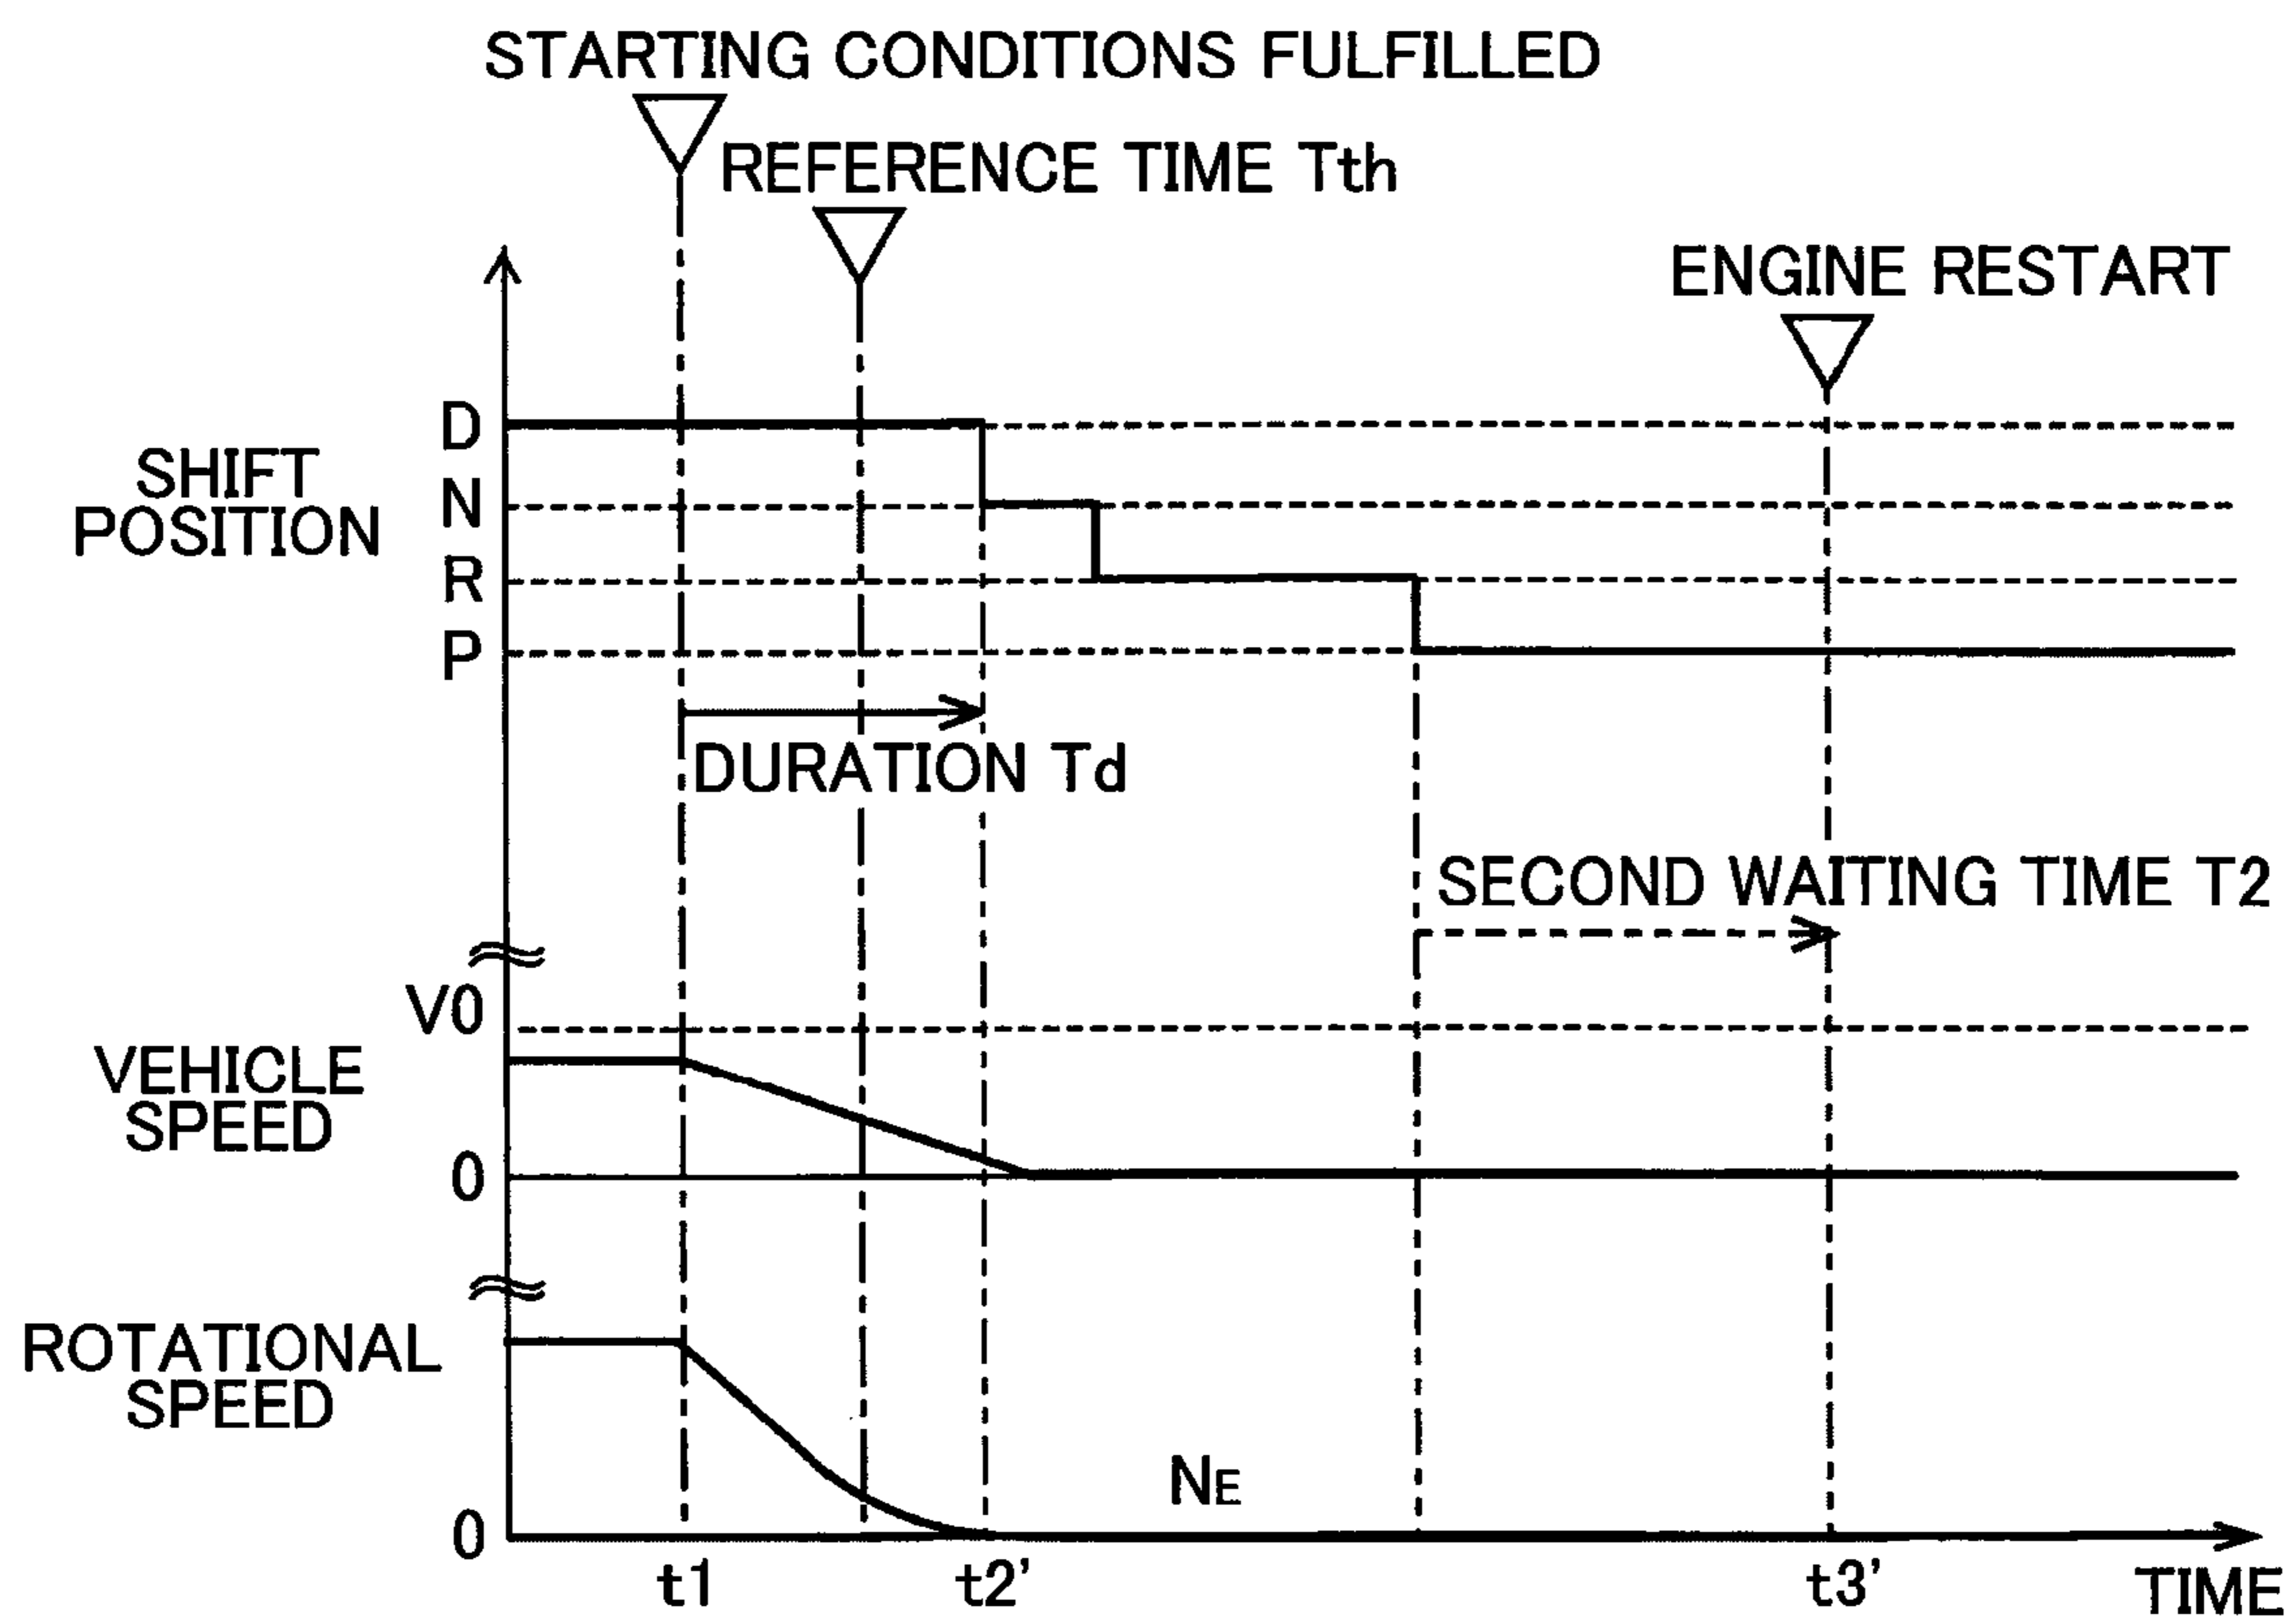 STARTING CONDITIONS FULFILLED
REFERENCE TIME Tth
ENGINE RESTART
D
SHIFT
POSITION
N
R
P
DURATION Td
SECOND WAITING TIME T2
V0
VEHICLE
SPEED
0
ROTATIONAL
SPEED
NE
0
t1
t2'
t3'
TIME